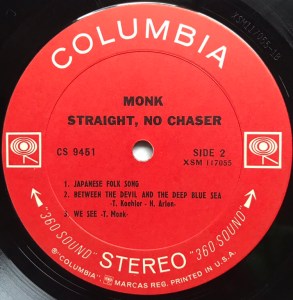 COLUMBIA
MONK
STRAIGHT, NO CHASER
CS 9451
SIDE 2
XSM 117055
1. JAPANESE FOLK SONG
2. BETWEEN THE DEVIL AND THE DEEP BLUE SEA
-T. Koehler - H. Arlen-
3. WE SEE -T. Monk-
"360 SOUND" STEREO "360 SOUND"
® "COLUMBIA" MARCAS REG. PRINTED IN U.S.A.